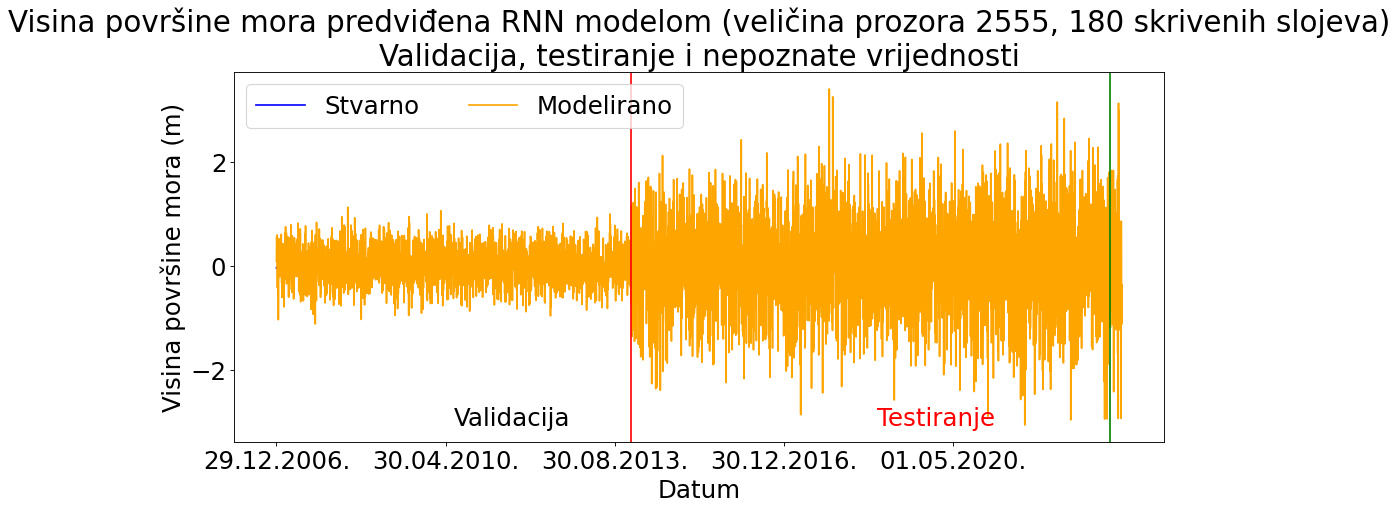 Visina površine mora predviđena RNN modelom (veličina prozora 2555, 180 skrivenih slojeva)
Validacija, testiranje i nepoznate vrijednosti
Stvarno Modelirano
Visina površine mora (m)
2
0
−2
Validacija Testiranje
29.12.2006. 30.04.2010. 30.08.2013. 30.12.2016. 01.05.2020.
Datum